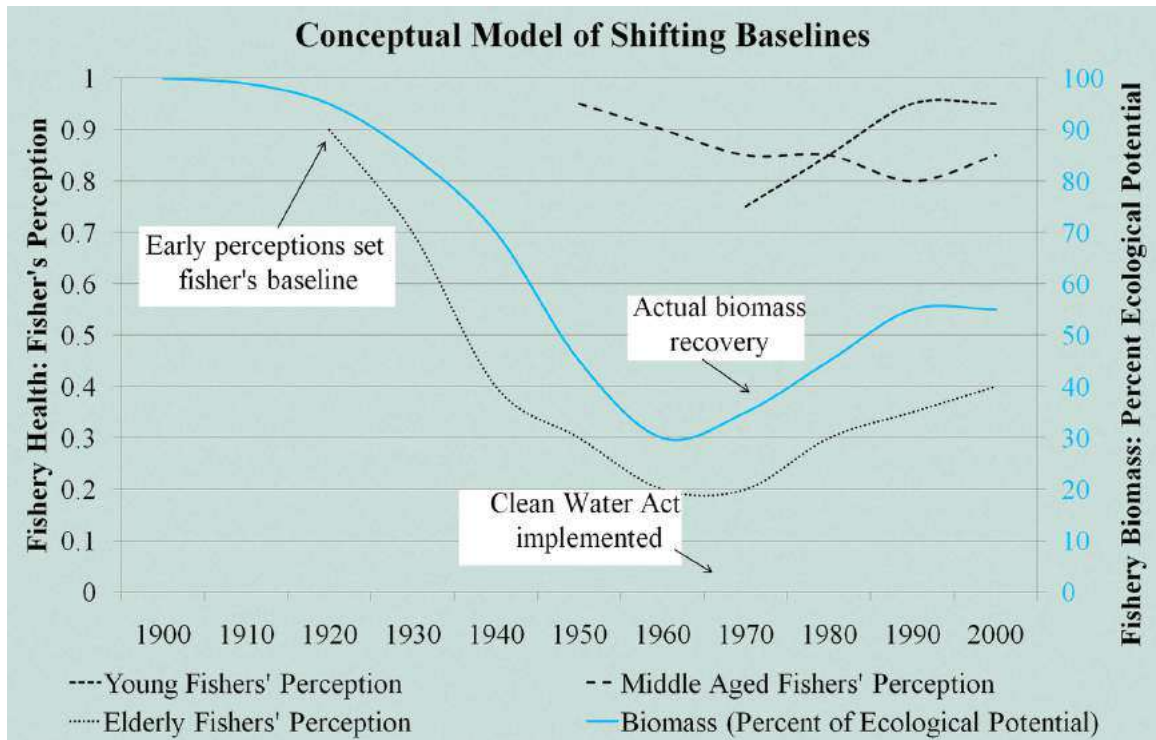 Conceptual Model of Shifting Baselines
Fishery Health: Fisher's Perception
1
0.9
0.8
0.7
0.6
0.5
0.4
0.3
0.2
0.1
0
Early perceptions set
fisher's baseline
Actual biomass
recovery
Clean Water Act
implemented
100
90
80
70
60
50
40
30
20
10
0
Fishery Biomass: Percent Ecological Potential
1900 1910 1920 1930 1940 1950 1960 1970 1980 1990 2000
Young Fishers' Perception
Middle Aged Fishers' Perception
Elderly Fishers' Perception
Biomass (Percent of Ecological Potential)